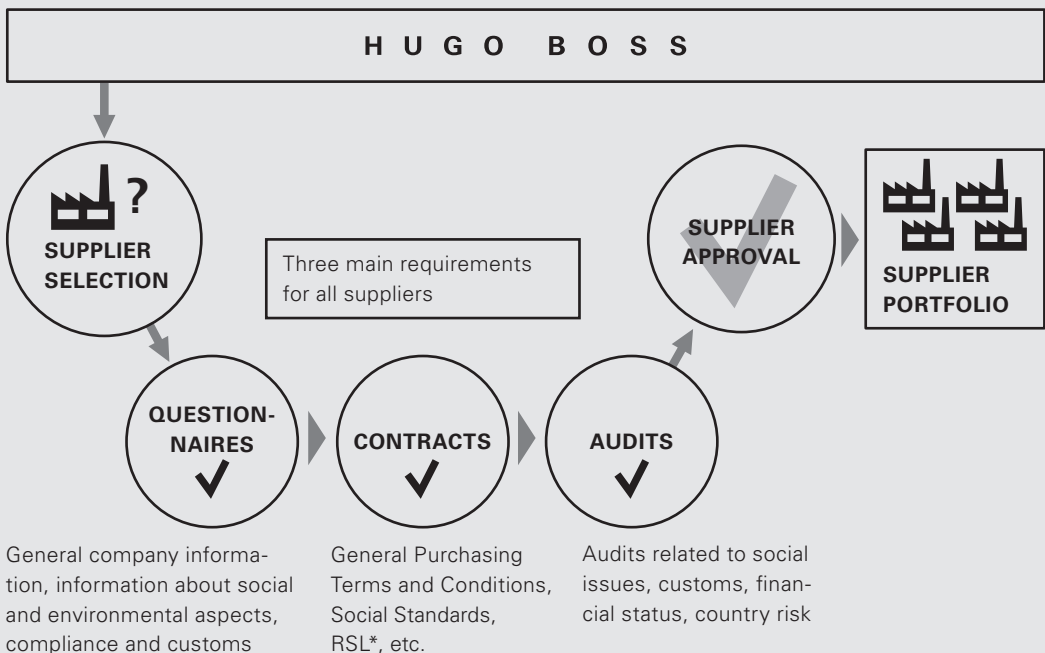 HUGO BOSS
?
SUPPLIER
SELECTION
Three main requirements
for all suppliers
SUPPLIER
APPROVAL
SUPPLIER
PORTFOLIO
QUESTION-
NAIRES
CONTRACTS
AUDITS
General company informa-
tion, information about social
and environmental aspects,
compliance and customs
General Purchasing
Terms and Conditions,
Social Standards,
RSL*, etc.
Audits related to social
issues, customs, finan-
cial status, country risk